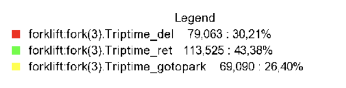 Legend
forklift:fork(3).Triptime_del 79,063 : 30,21%
forklift:fork(3).Triptime_ret 113,525 : 43,38%
forklift:fork(3).Triptime_gotopark 69,090 : 26,40%